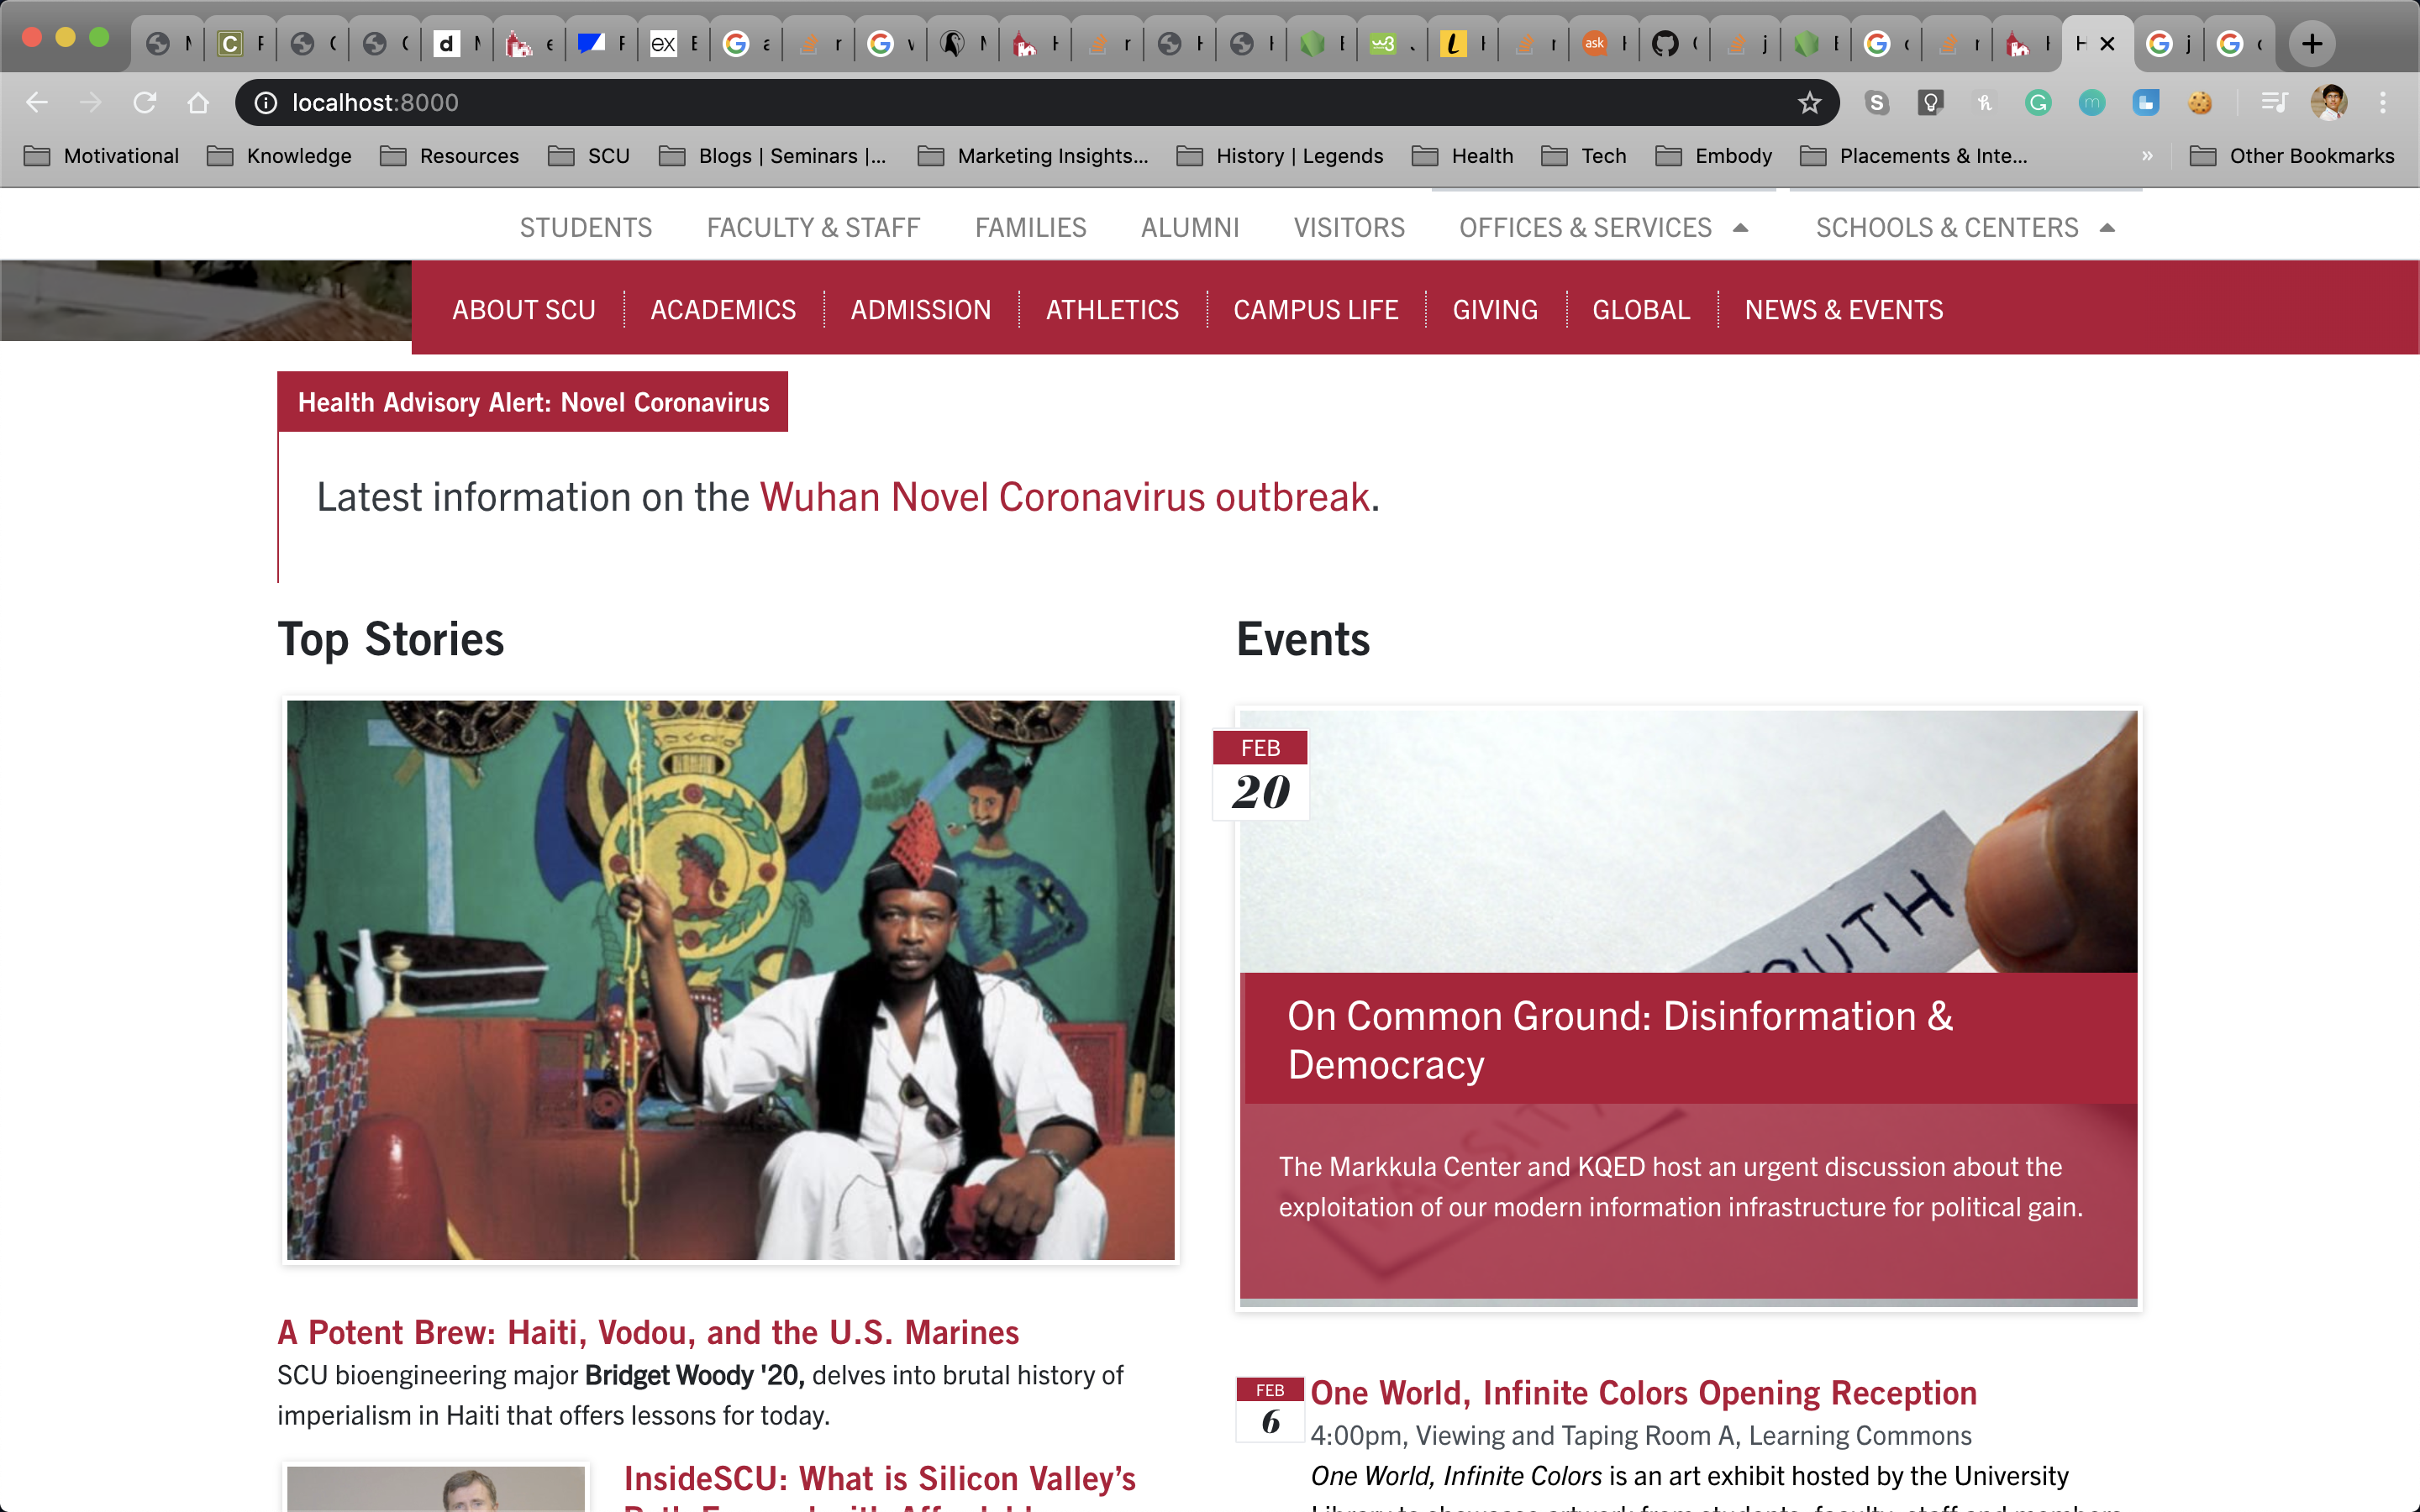 localhost:8000
Motivational
Knowledge
Resources
SCU
Blogs | Seminars |...
Marketing Insights...
History | Legends
Health
Tech
Embody
Placements & Inte...
»
Other Bookmarks
STUDENTS
FACULTY & STAFF
FAMILIES
ALUMNI
VISITORS
OFFICES & SERVICES
SCHOOLS & CENTERS
ABOUT SCU
ACADEMICS
ADMISSION
ATHLETICS
CAMPUS LIFE
GIVING
GLOBAL
NEWS & EVENTS
Health Advisory Alert: Novel Coronavirus
Latest information on the Wuhan Novel Coronavirus outbreak.
Top Stories
A Potent Brew: Haiti, Vodou, and the U.S. Marines
SCU bioengineering major Bridget Woody '20, delves into brutal history of
imperialism in Haiti that offers lessons for today.
InsideSCU: What is Silicon Valley’s
Events
FEB
20
On Common Ground: Disinformation &
Democracy
The Markkula Center and KQED host an urgent discussion about the
exploitation of our modern information infrastructure for political gain.
FEB
6
One World, Infinite Colors Opening Reception
4:00pm, Viewing and Taping Room A, Learning Commons
One World, Infinite Colors is an art exhibit hosted by the University